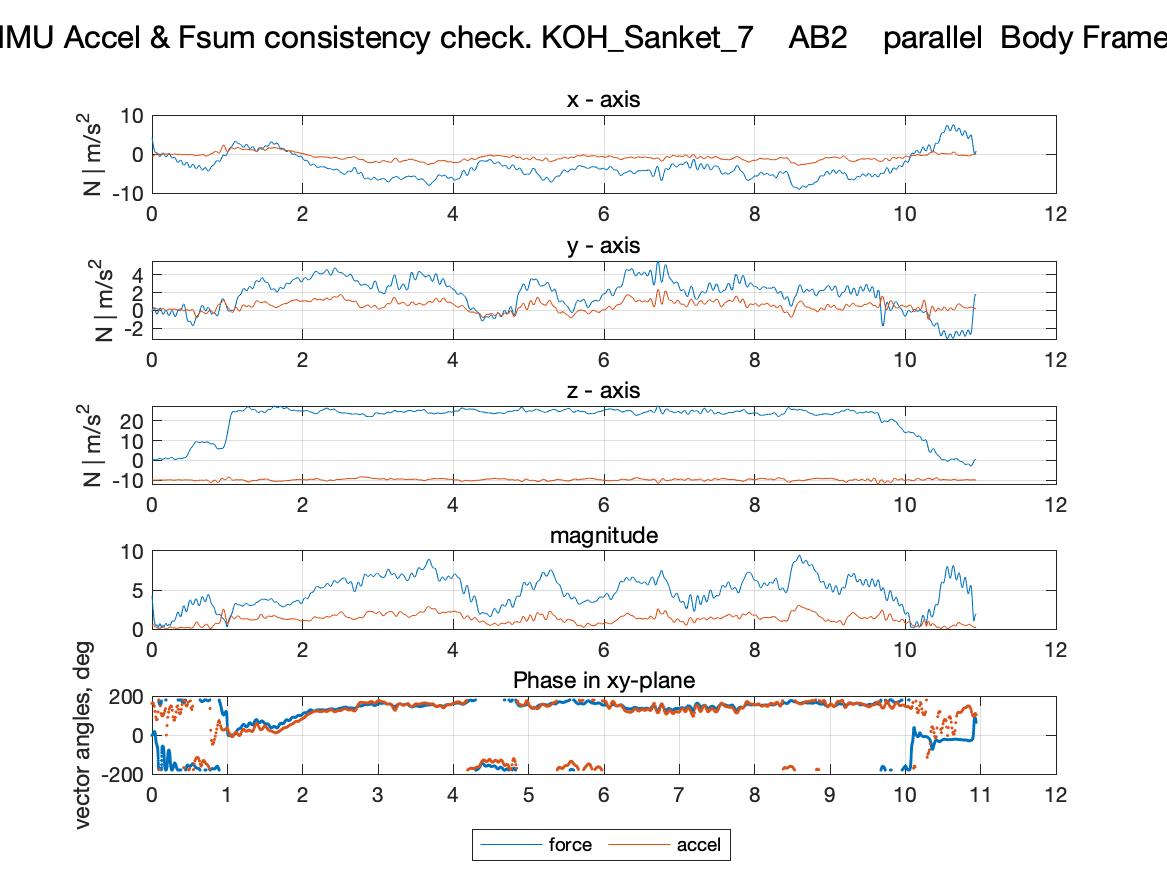 IMU Accel & Fsum consistency check. KOH_Sanket_7 AB2 parallel Body Frame
x - axis
N | m/s2
10
0
-10
0 2 4 6 8 10 12
y - axis
N | m/s2
4
2
0
-2
0 2 4 6 8 10 12
z - axis
N | m/s2
20
10
0
-10
0 2 4 6 8 10 12
magnitude
10
5
0
0 2 4 6 8 10 12
Phase in xy-plane
vector angles, deg
200
0
-200
0 1 2 3 4 5 6 7 8 9 10 11 12
force accel